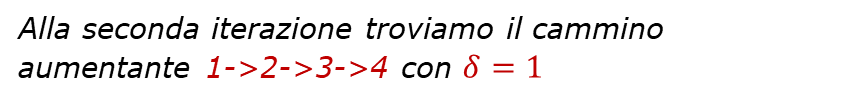 Alla seconda iterazione troviamo il cammino
aumentante 1->2->3->4 con δ = 1